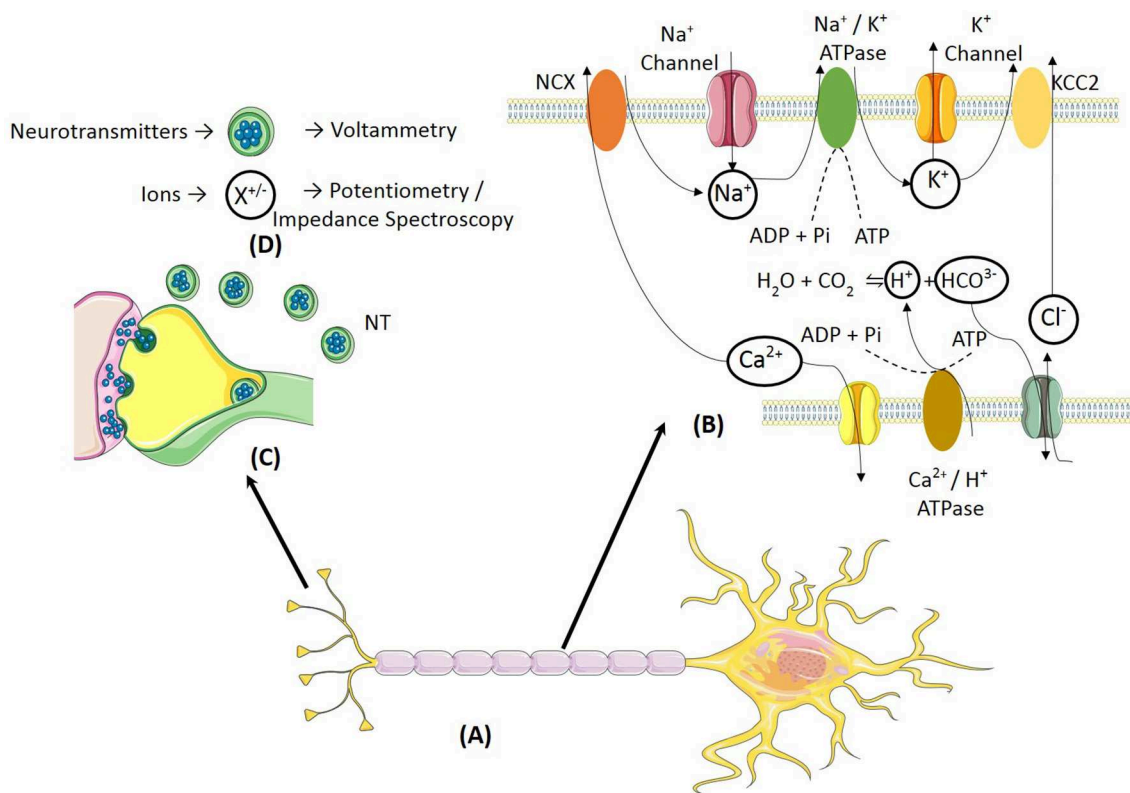 Neurotransmitters → → Voltammetry
Ions → X⁺/⁻ → Potentiometry /
Impedance Spectroscopy
(D)
NT
(C)
NCX
Na⁺
Channel
Na⁺ / K⁺
ATPase
K⁺
Channel
KCC2
Na⁺
K⁺
ADP + Pi
ATP
H₂O + CO₂ ⇋ H⁺ + HCO³⁻
Cl⁻
ADP + Pi
ATP
Ca²⁺
(B)
Ca²⁺ / H⁺
ATPase
(A)